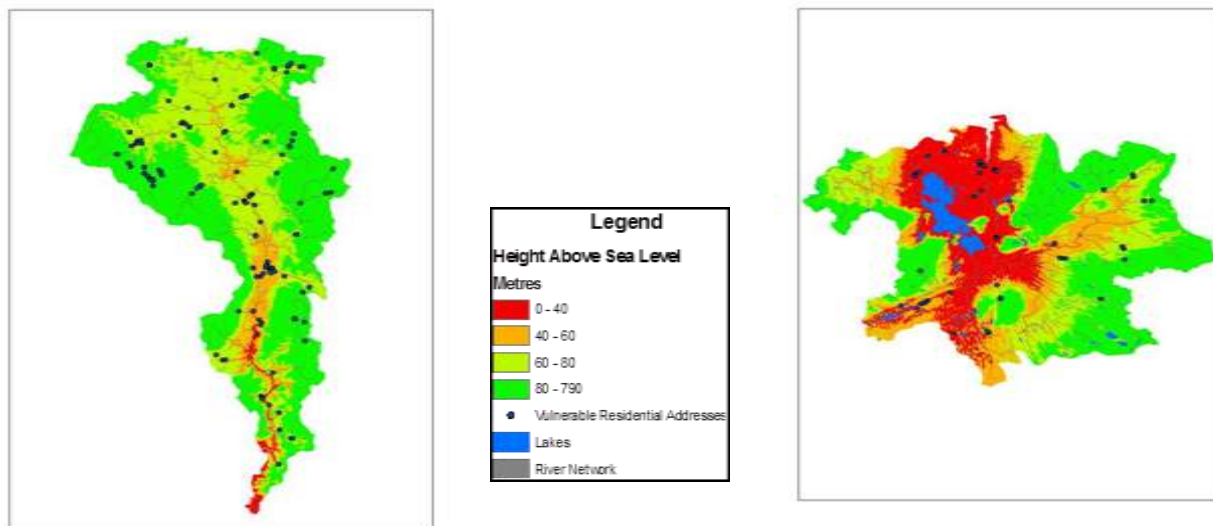 Legend
Height Above Sea Level
Metres
0 - 40
40 - 60
60 - 80
80 - 790
Vulnerable Residential Addresses
Lakes
River Network